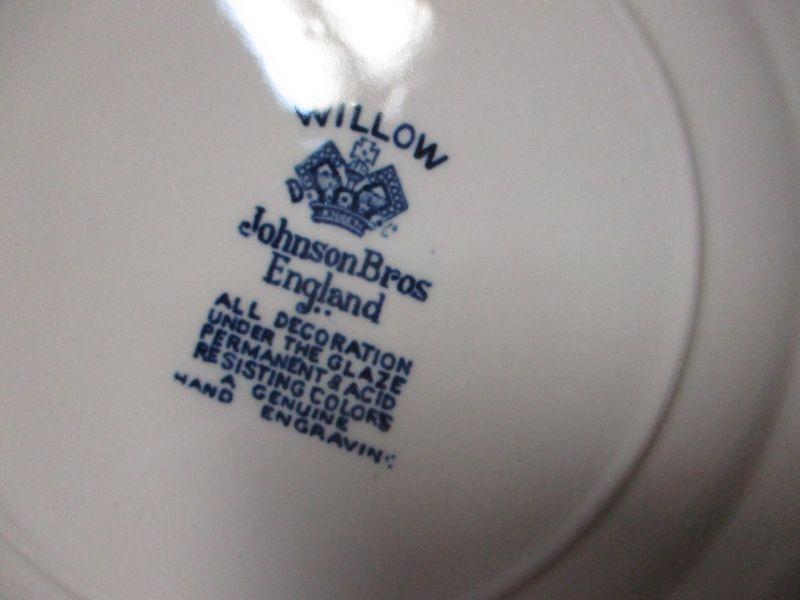 WILLOW
D. C
Johnson Bros
England
ALL DECORATION
UNDER THE GLAZE
PERMANENT & ACID
RESISTING COLORS
A GENUINE
HAND ENGRAVING